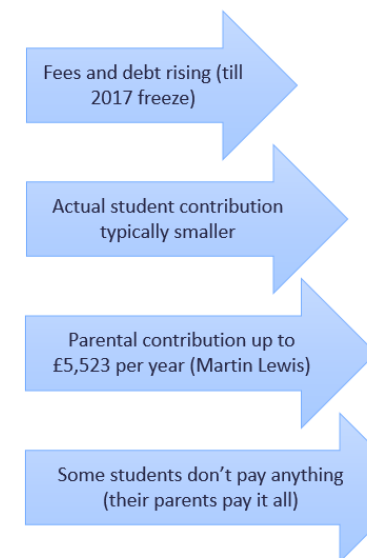 Fees and debt rising (till
2017 freeze)
Actual student contribution
typically smaller
Parental contribution up to
£5,523 per year (Martin Lewis)
Some students don’t pay anything
(their parents pay it all)